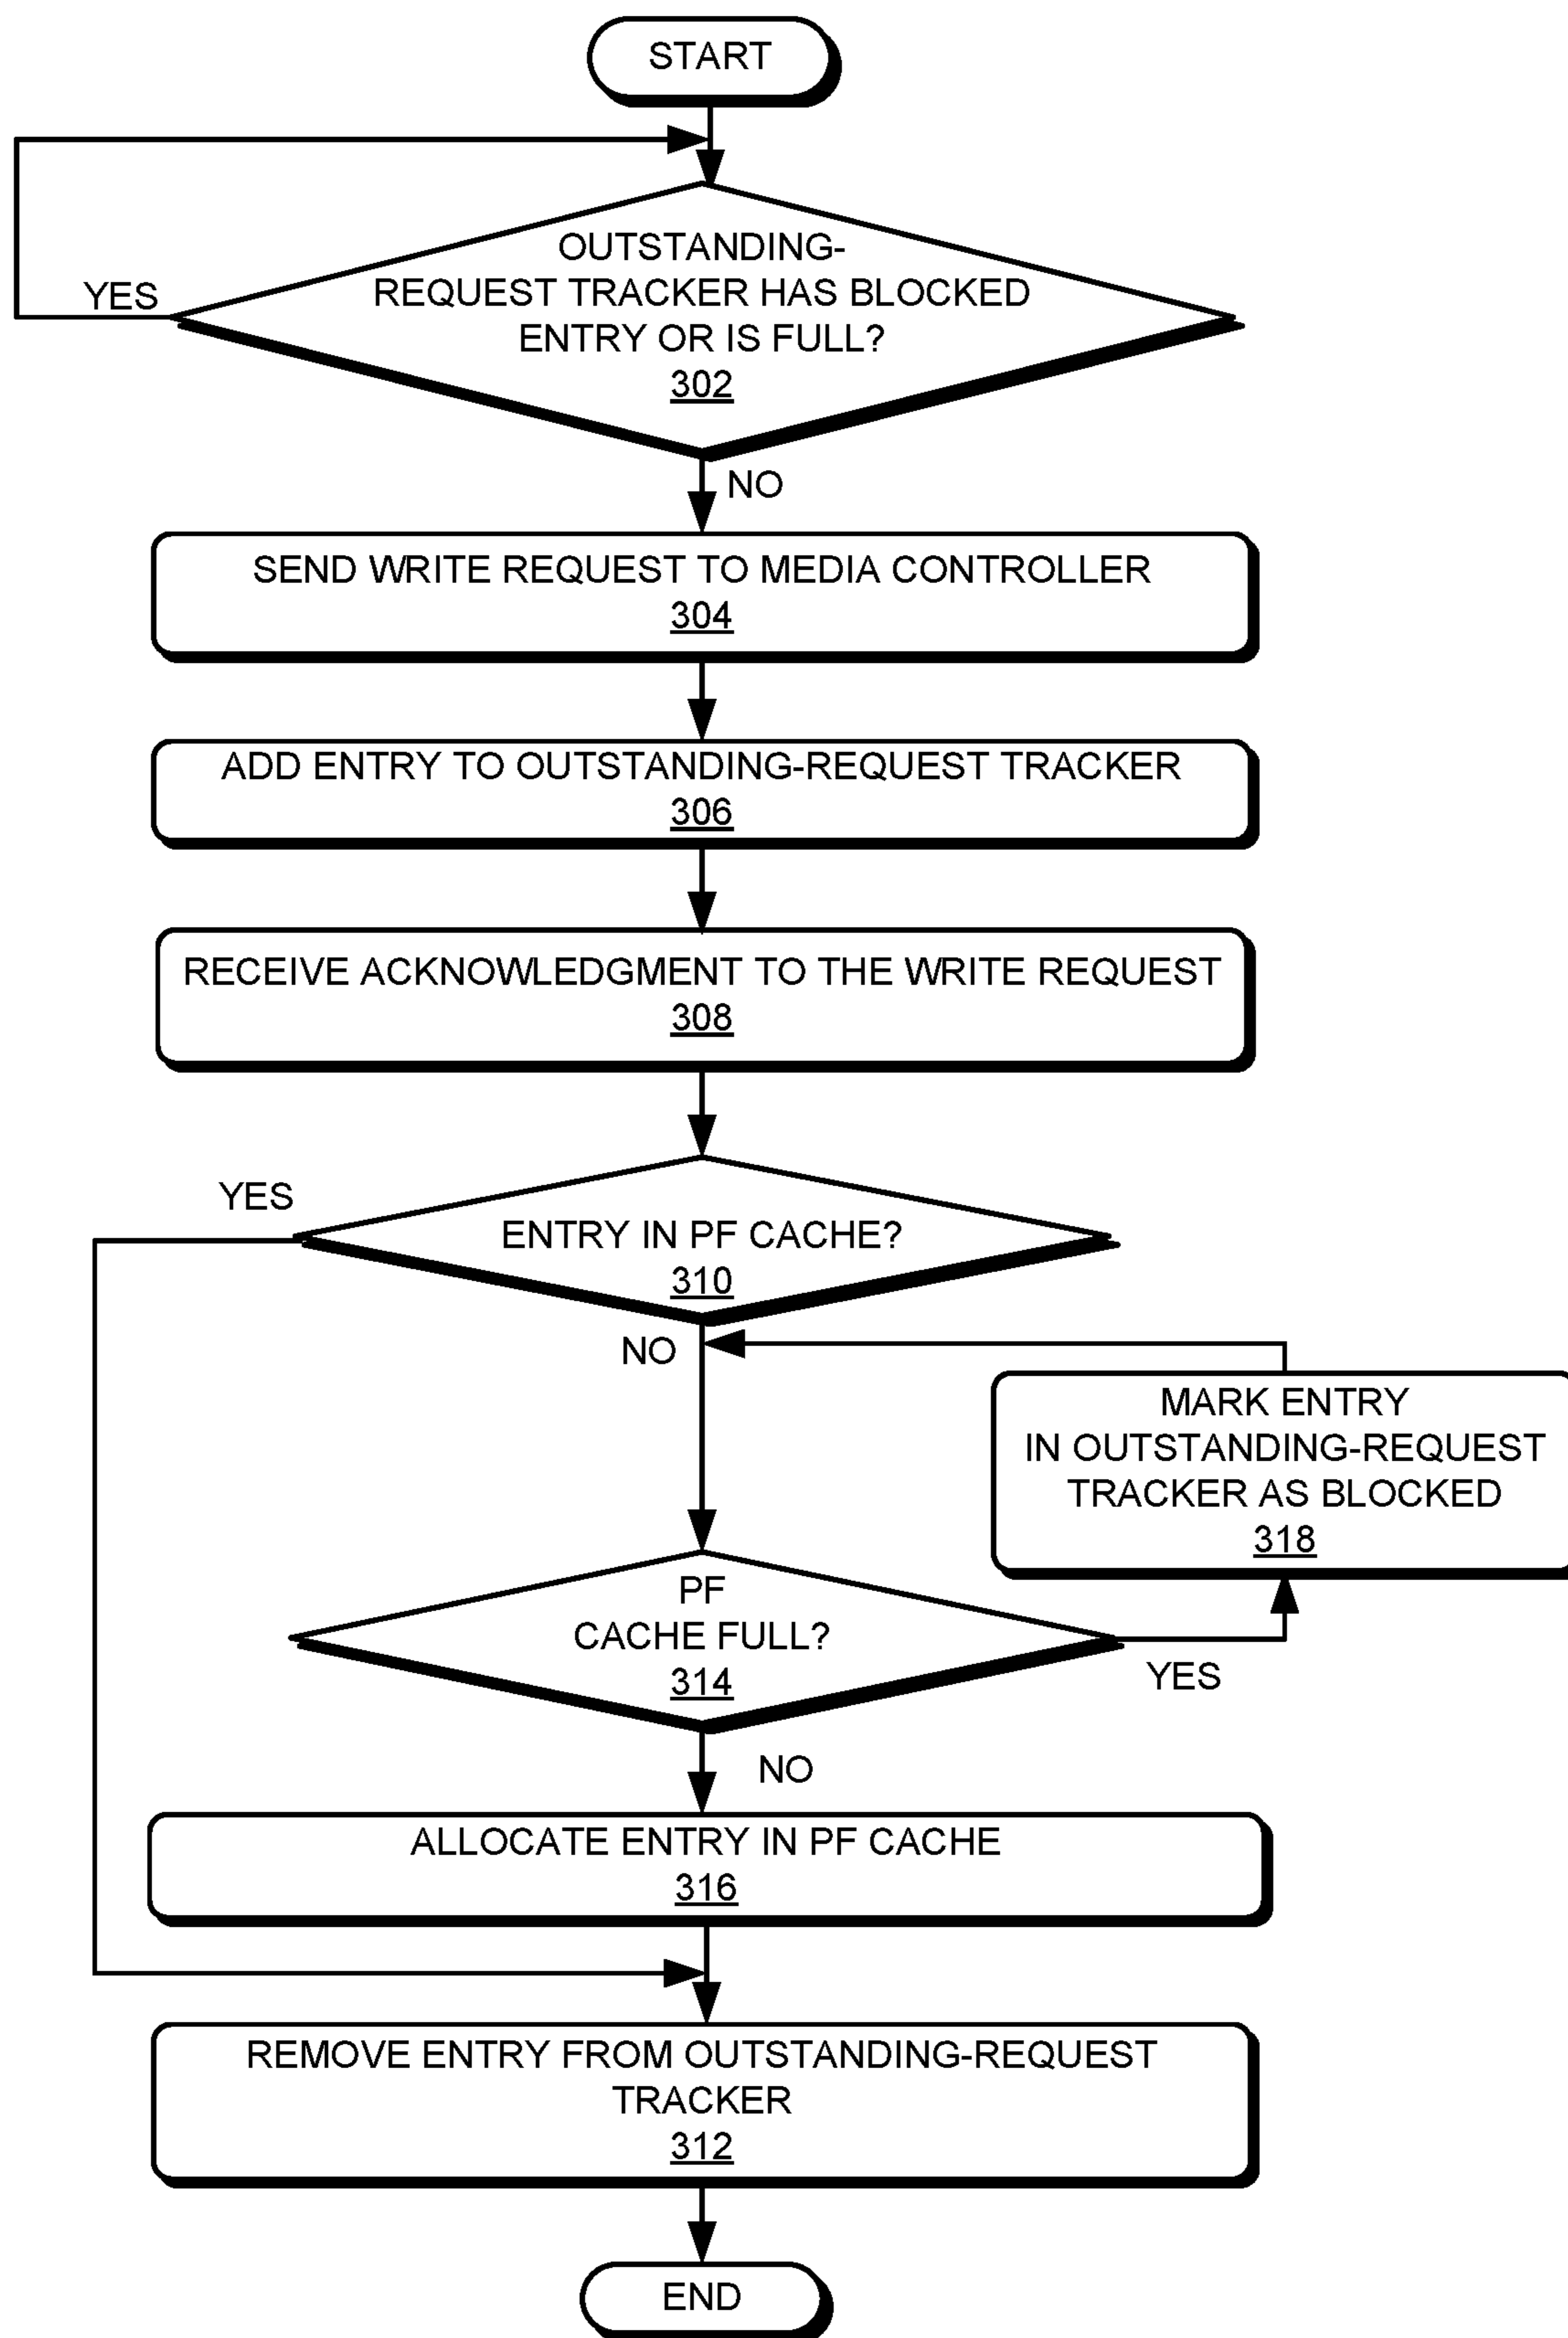 START
OUTSTANDING-
REQUEST TRACKER HAS BLOCKED
ENTRY OR IS FULL?
302
YES
NO
SEND WRITE REQUEST TO MEDIA CONTROLLER
304
ADD ENTRY TO OUTSTANDING-REQUEST TRACKER
306
RECEIVE ACKNOWLEDGMENT TO THE WRITE REQUEST
308
YES
ENTRY IN PF CACHE?
310
NO
MARK ENTRY
IN OUTSTANDING-REQUEST
TRACKER AS BLOCKED
318
PF
CACHE FULL?
314
YES
NO
ALLOCATE ENTRY IN PF CACHE
316
REMOVE ENTRY FROM OUTSTANDING-REQUEST
TRACKER
312
END